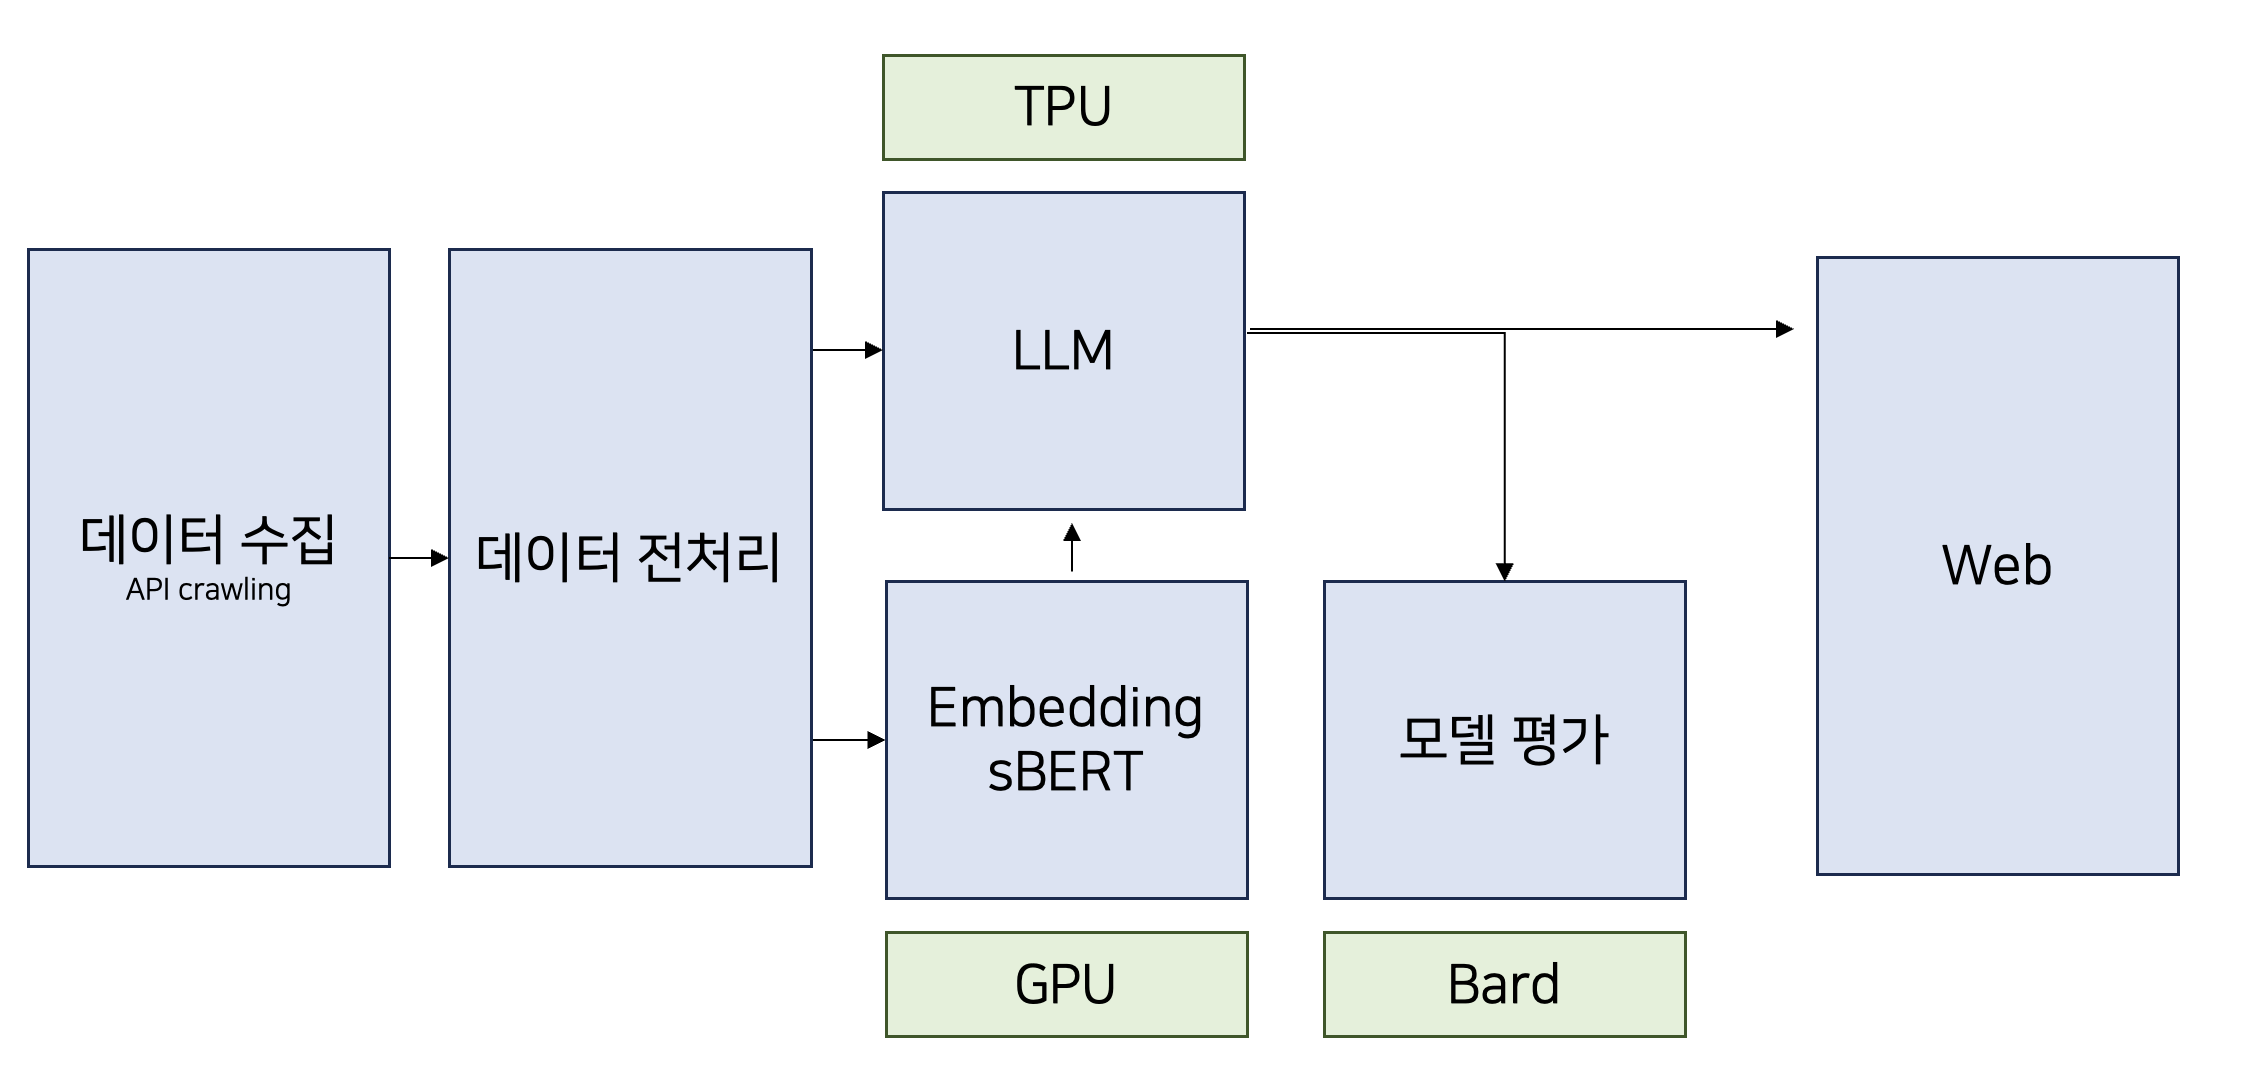 TPU
LLM
데이터 수집
API crawling
데이터 전처리
Embedding
sBERT
모델 평가
Web
GPU
Bard